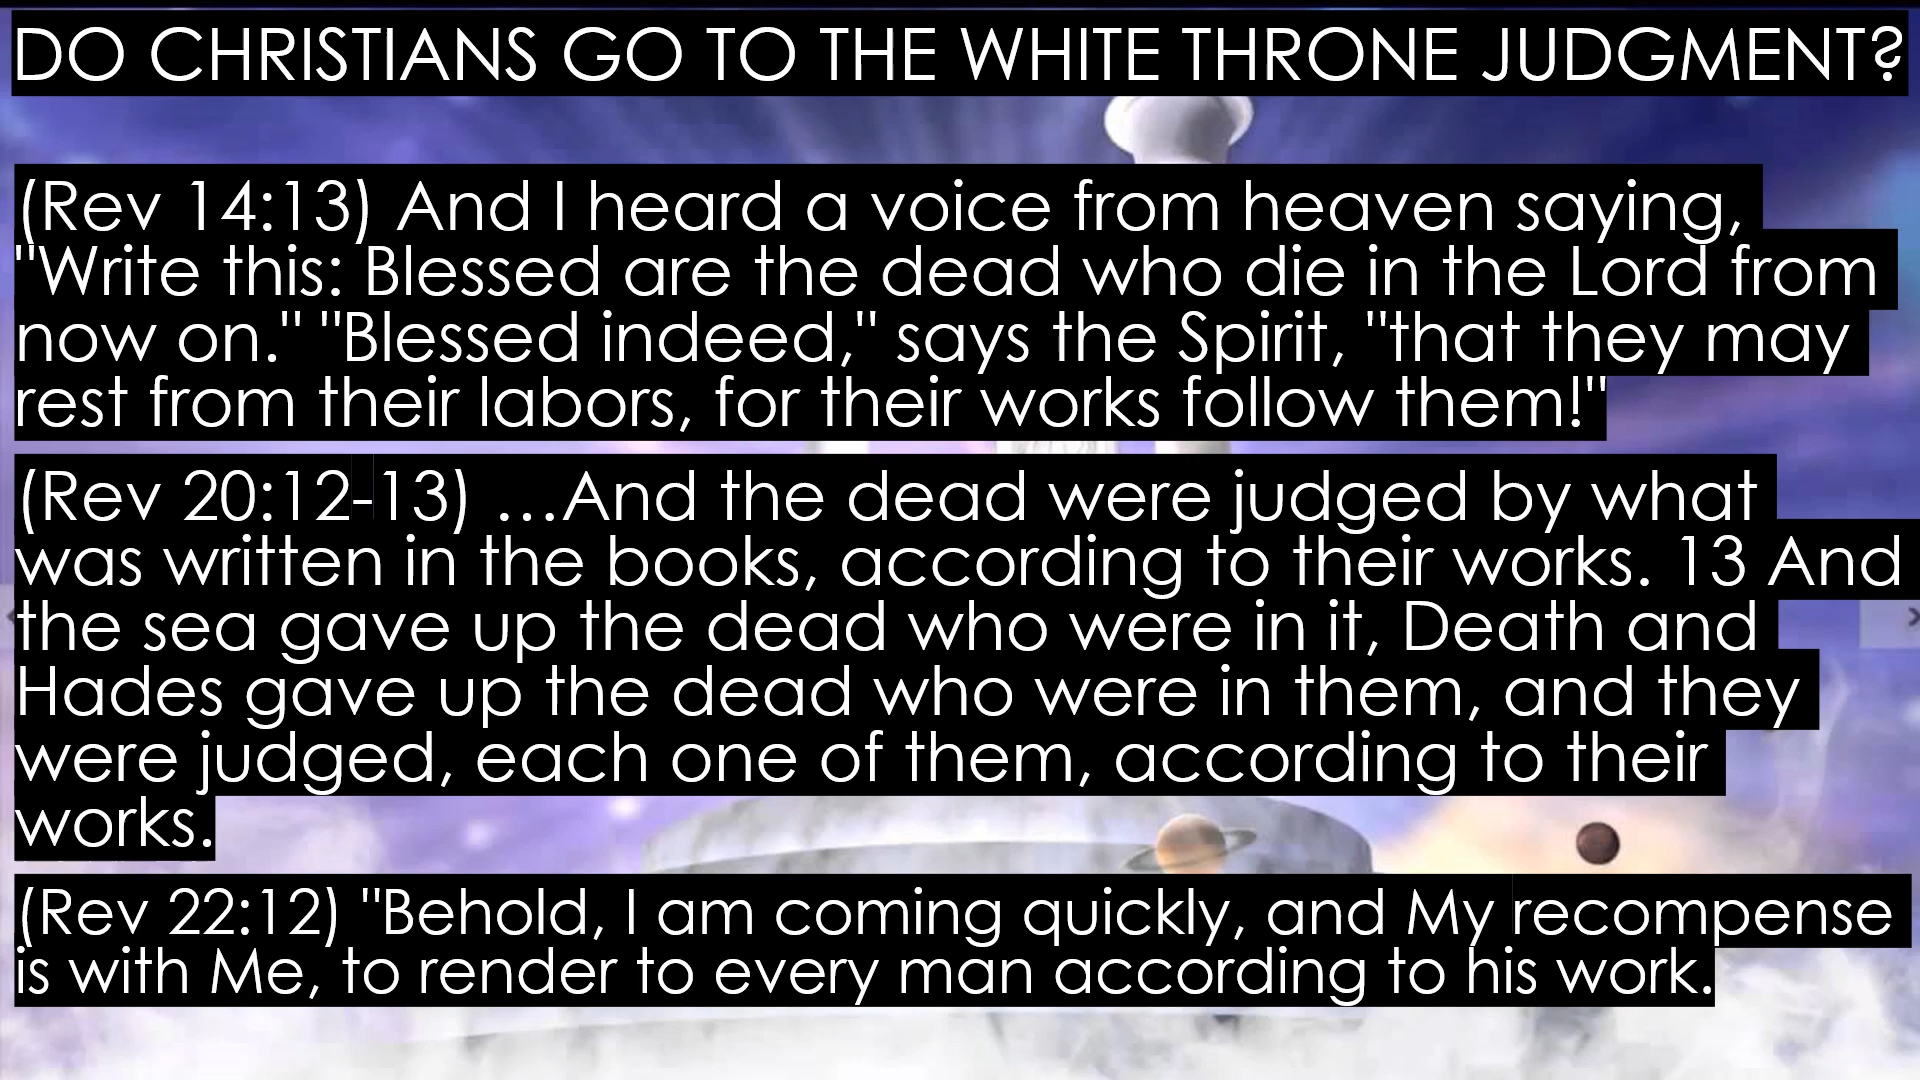 DO CHRISTIANS GO TO THE WHITE THRONE JUDGMENT?
(Rev 14:13) And I heard a voice from heaven saying,
"Write this: Blessed are the dead who die in the Lord from
now on." "Blessed indeed," says the Spirit, "that they may
rest from their labors, for their works follow them!"
(Rev 20:12-13) …And the dead were judged by what
was written in the books, according to their works. 13 And
the sea gave up the dead who were in it, Death and
Hades gave up the dead who were in them, and they
were judged, each one of them, according to their
works.
(Rev 22:12) "Behold, I am coming quickly, and My recompense
is with Me, to render to every man according to his work.